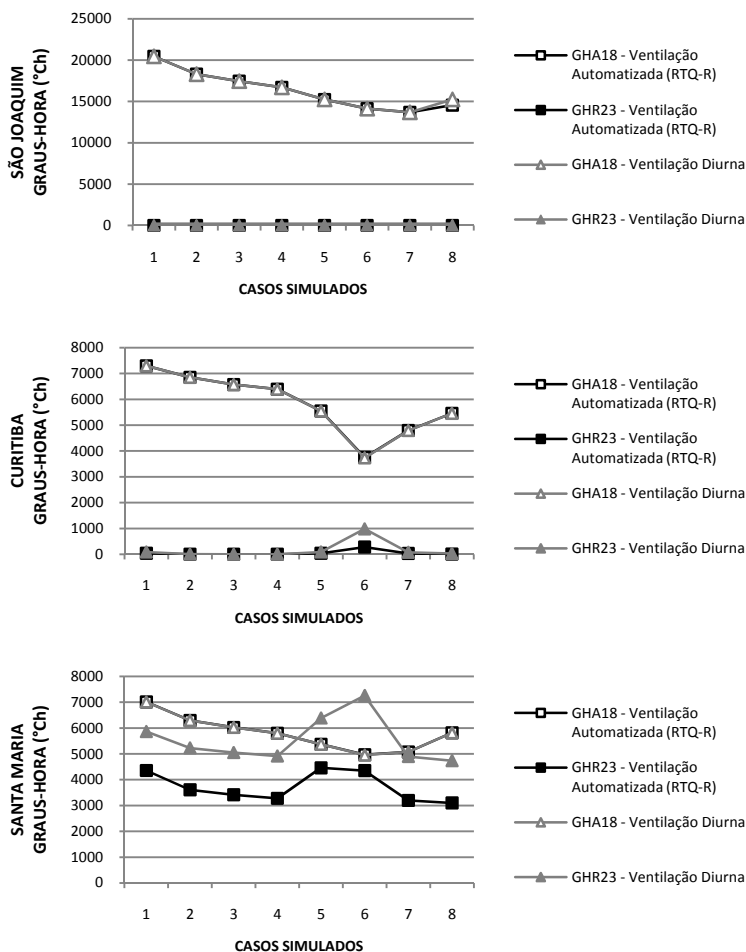 SÃO JOAQUIM
GRAUS-HORA (°Ch)
25000
20000
15000
10000
5000
0
1 2 3 4 5 6 7 8
CASOS SIMULADOS
GHA18 - Ventilação
Automatizada (RTQ-R)
GHR23 - Ventilação
Automatizada (RTQ-R)
GHA18 - Ventilação Diurna
GHR23 - Ventilação Diurna
CURITIBA
GRAUS-HORA (°Ch)
8000
7000
6000
5000
4000
3000
2000
1000
0
1 2 3 4 5 6 7 8
CASOS SIMULADOS
GHA18 - Ventilação
Automatizada (RTQ-R)
GHR23 - Ventilação
Automatizada (RTQ-R)
GHA18 - Ventilação Diurna
GHR23 - Ventilação Diurna
SANTA MARIA
GRAUS-HORA (°Ch)
8000
7000
6000
5000
4000
3000
2000
1000
0
1 2 3 4 5 6 7 8
CASOS SIMULADOS
GHA18 - Ventilação
Automatizada (RTQ-R)
GHR23 - Ventilação
Automatizada (RTQ-R)
GHA18 - Ventilação Diurna
GHR23 - Ventilação Diurna